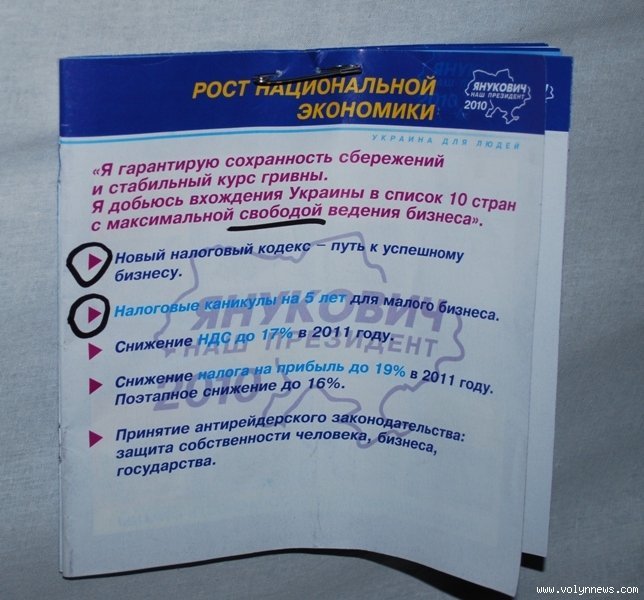 РОСТ НАЦИОНАЛЬНОЙ
ЭКОНОМИКИ
ЯНУКОВИЧ
НАШ ПРЕЗИДЕНТ
2010
УКРАИНА ДЛЯ ЛЮДЕЙ
«Я гарантирую сохранность сбережений
и стабильный курс гривны.
Я добьюсь вхождения Украины в список 10 стран
с максимальной свободой ведения бизнеса».
Новый налоговый кодекс – путь к успешному
бизнесу.
Налоговые каникулы на 5 лет для малого бизнеса.
Снижение НДС до 17% в 2011 году.
Снижение налога на прибыль до 19% в 2011 году.
Поэтапное снижение до 16%.
Принятие антирейдерского законодательства:
защита собственности человека, бизнеса,
государства.
ЯНУКОВИЧ
НАШ ПРЕЗИДЕНТ
2010
www.volynnews.com